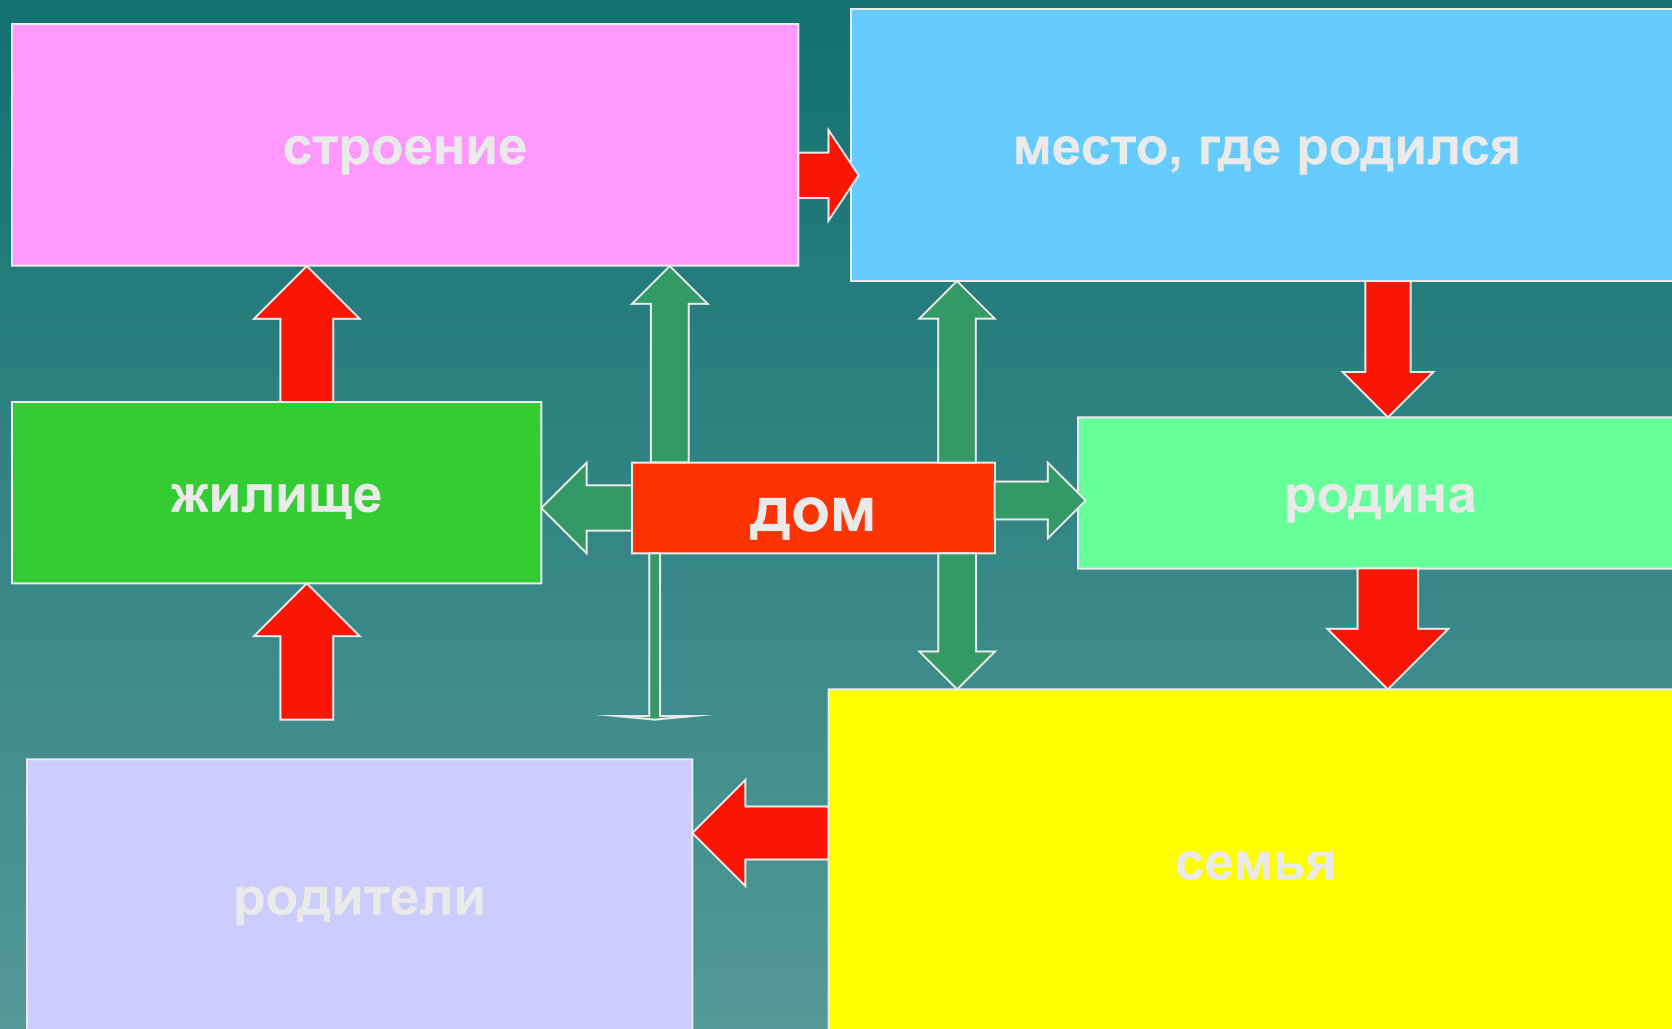 строение
место, где родился
жилище
дом
родина
родители
семья